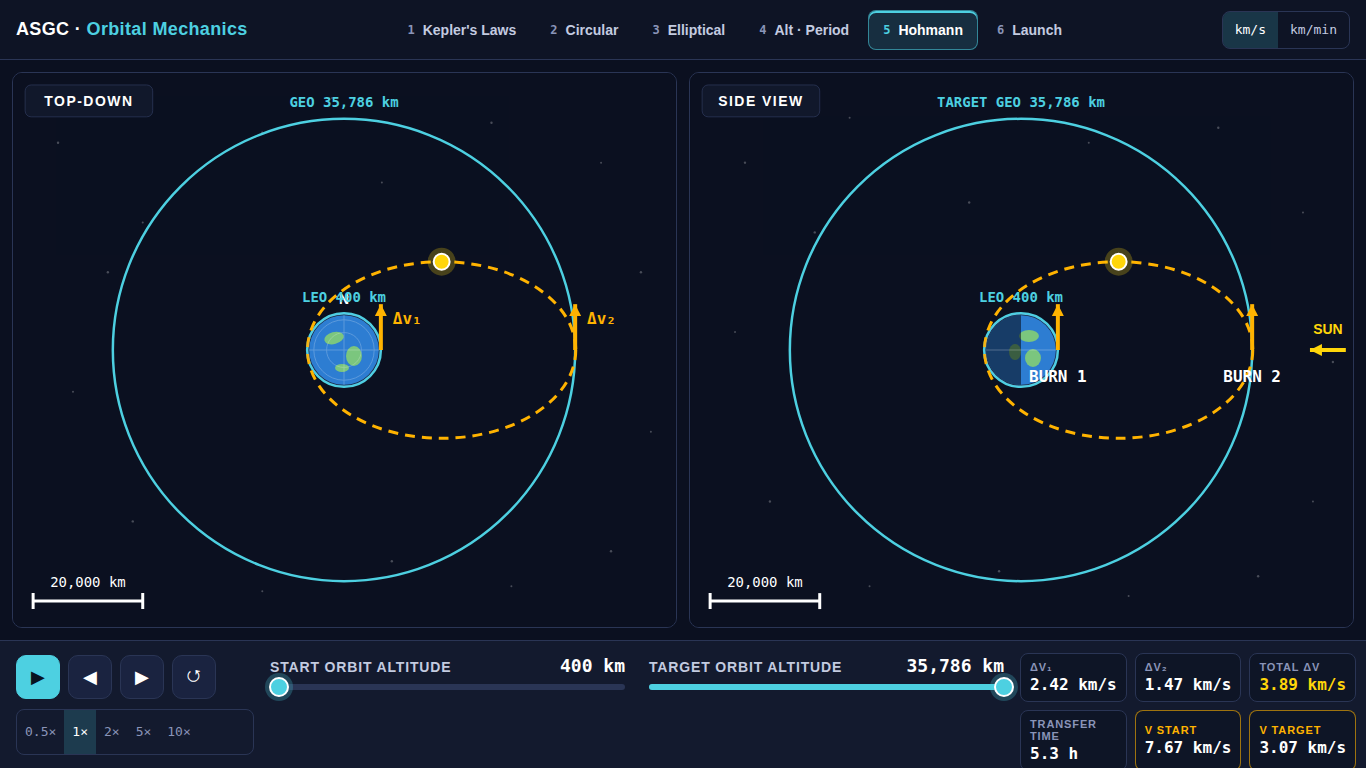 ASGC · Orbital Mechanics
1 Kepler's Laws
2 Circular
3 Elliptical
4 Alt · Period
5 Hohmann
6 Launch
km/s
km/min
TOP-DOWN
GEO 35,786 km
LEO 400 km
N
Δv₁
Δv₂
20,000 km
SIDE VIEW
TARGET GEO 35,786 km
LEO 400 km
SUN
BURN 1
BURN 2
20,000 km
START ORBIT ALTITUDE
400 km
TARGET ORBIT ALTITUDE
35,786 km
0.5×
1×
2×
5×
10×
ΔV₁
2.42 km/s
ΔV₂
1.47 km/s
TOTAL ΔV
3.89 km/s
TRANSFER
TIME
5.3 h
V START
7.67 km/s
V TARGET
3.07 km/s